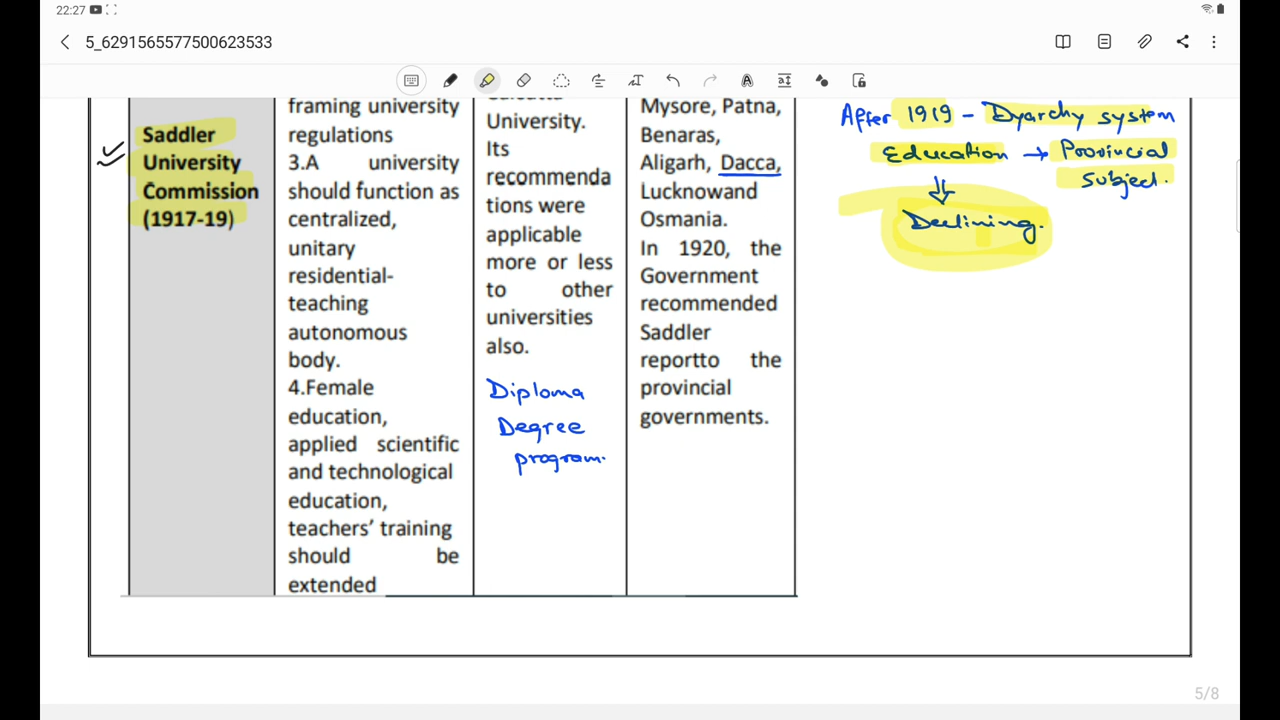 22:27
5_6291565577500623533
Saddler
University
Commission
(1917-19)
framing university
regulations
3.A university
should function as
centralized,
unitary
residential-
teaching
autonomous
body.
4.Female
education,
applied scientific
and technological
education,
teachers’ training
should be
extended
University.
Its
recommenda
tions were
applicable
more or less
to other
universities
also.
Diploma
Degree
program.
Mysore, Patna,
Benaras,
Aligarh, Dacca,
Lucknowand
Osmania.
In 1920, the
Government
recommended
Saddler
reportto the
provincial
governments.
After 1919 - Dyarchy system
Education → Provincial
subject.
⇓
Declining.
5/8